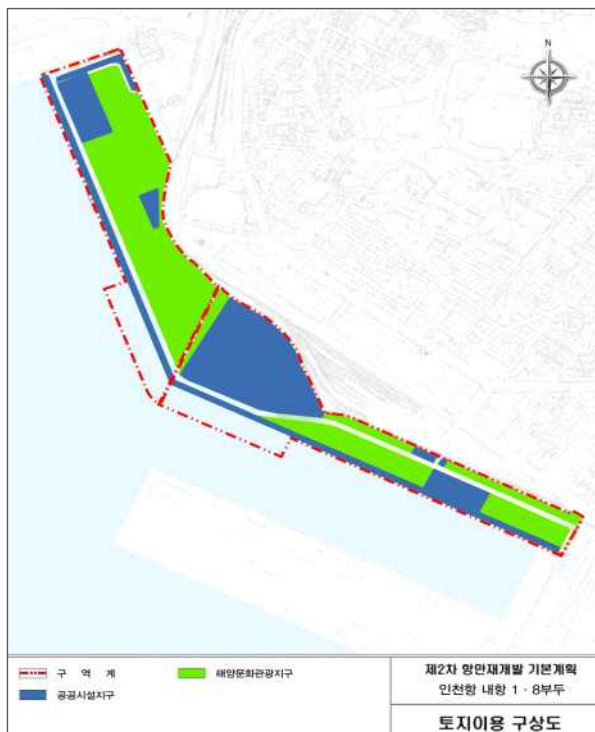 N
구 역 계
해양문화관광지구
공공시설지구
제2차 항만재개발 기본계획
인천항 내항 1 · 8부두
토지이용 구상도